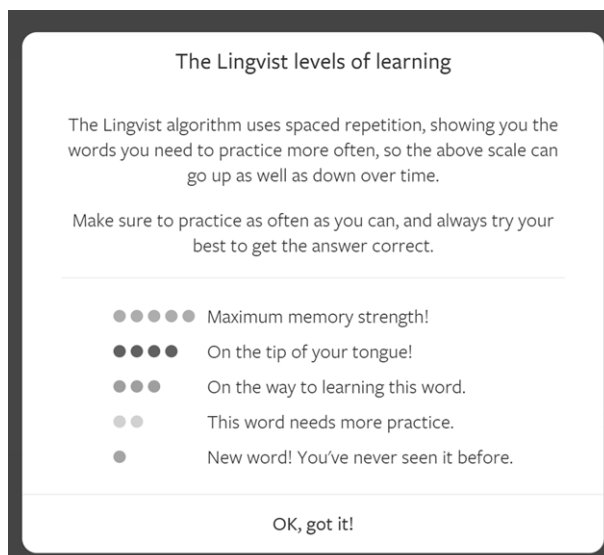 The Lingvist levels of learning
The Lingvist algorithm uses spaced repetition, showing you the
words you need to practice more often, so the above scale can
go up as well as down over time.
Make sure to practice as often as you can, and always try your
best to get the answer correct.
Maximum memory strength!
On the tip of your tongue!
On the way to learning this word.
This word needs more practice.
New word! You've never seen it before.
OK, got it!